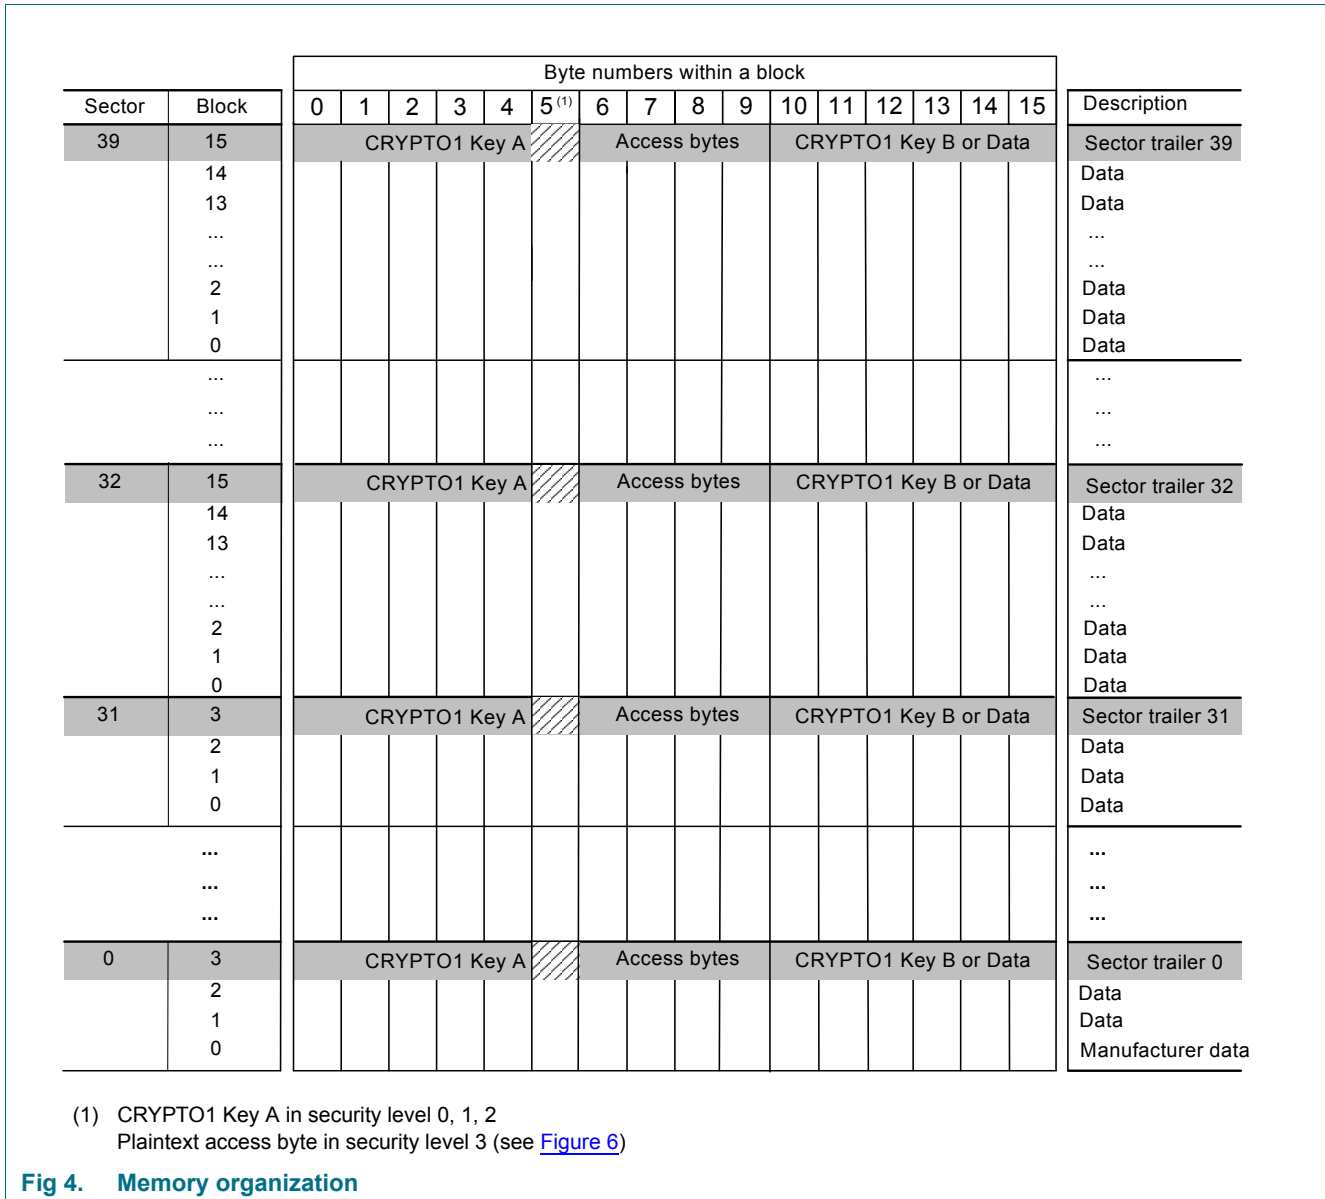 Byte numbers within a block
Sector Block 0 1 2 3 4 5 (1) 6 7 8 9 10 11 12 13 14 15 Description
39 15 CRYPTO1 Key A Access bytes CRYPTO1 Key B or Data Sector trailer 39
14 Data
13 Data
... ...
... ...
2 Data
1 Data
0 Data
... ...
... ...
... ...
32 15 CRYPTO1 Key A Access bytes CRYPTO1 Key B or Data Sector trailer 32
14 Data
13 Data
... ...
... ...
2 Data
1 Data
0 Data
31 3 CRYPTO1 Key A Access bytes CRYPTO1 Key B or Data Sector trailer 31
2 Data
1 Data
0 Data
... ...
... ...
... ...
0 3 CRYPTO1 Key A Access bytes CRYPTO1 Key B or Data Sector trailer 0
2 Data
1 Data
0 Manufacturer data
(1) CRYPTO1 Key A in security level 0, 1, 2
Plaintext access byte in security level 3 (see Figure 6)
Fig 4. Memory organization